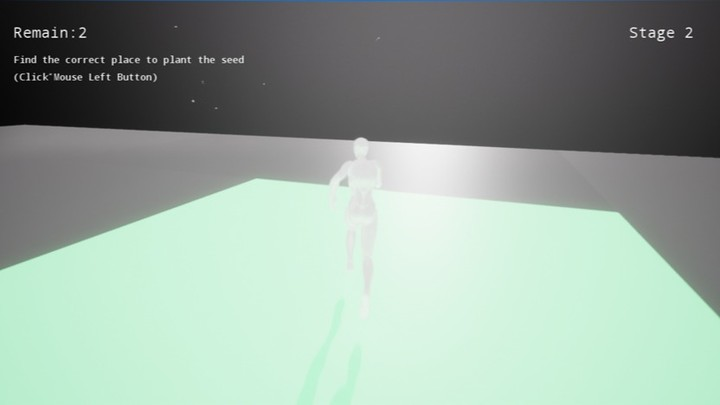 Remain:2
Stage 2
Find the correct place to plant the seed
(Click Mouse Left Button)